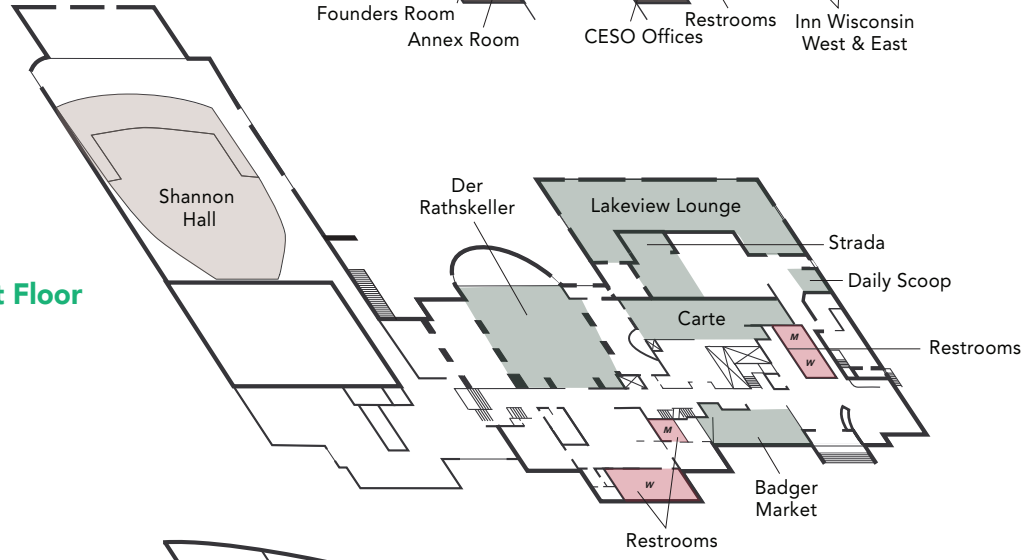 Founders Room
Annex Room
CESO Offices
Restrooms
Inn Wisconsin
West & East
Shannon
Hall
Der
Rathskeller
Lakeview Lounge
Strada
Daily Scoop
t Floor
Carte
M
W
Restrooms
M
W
Badger
Market
Restrooms